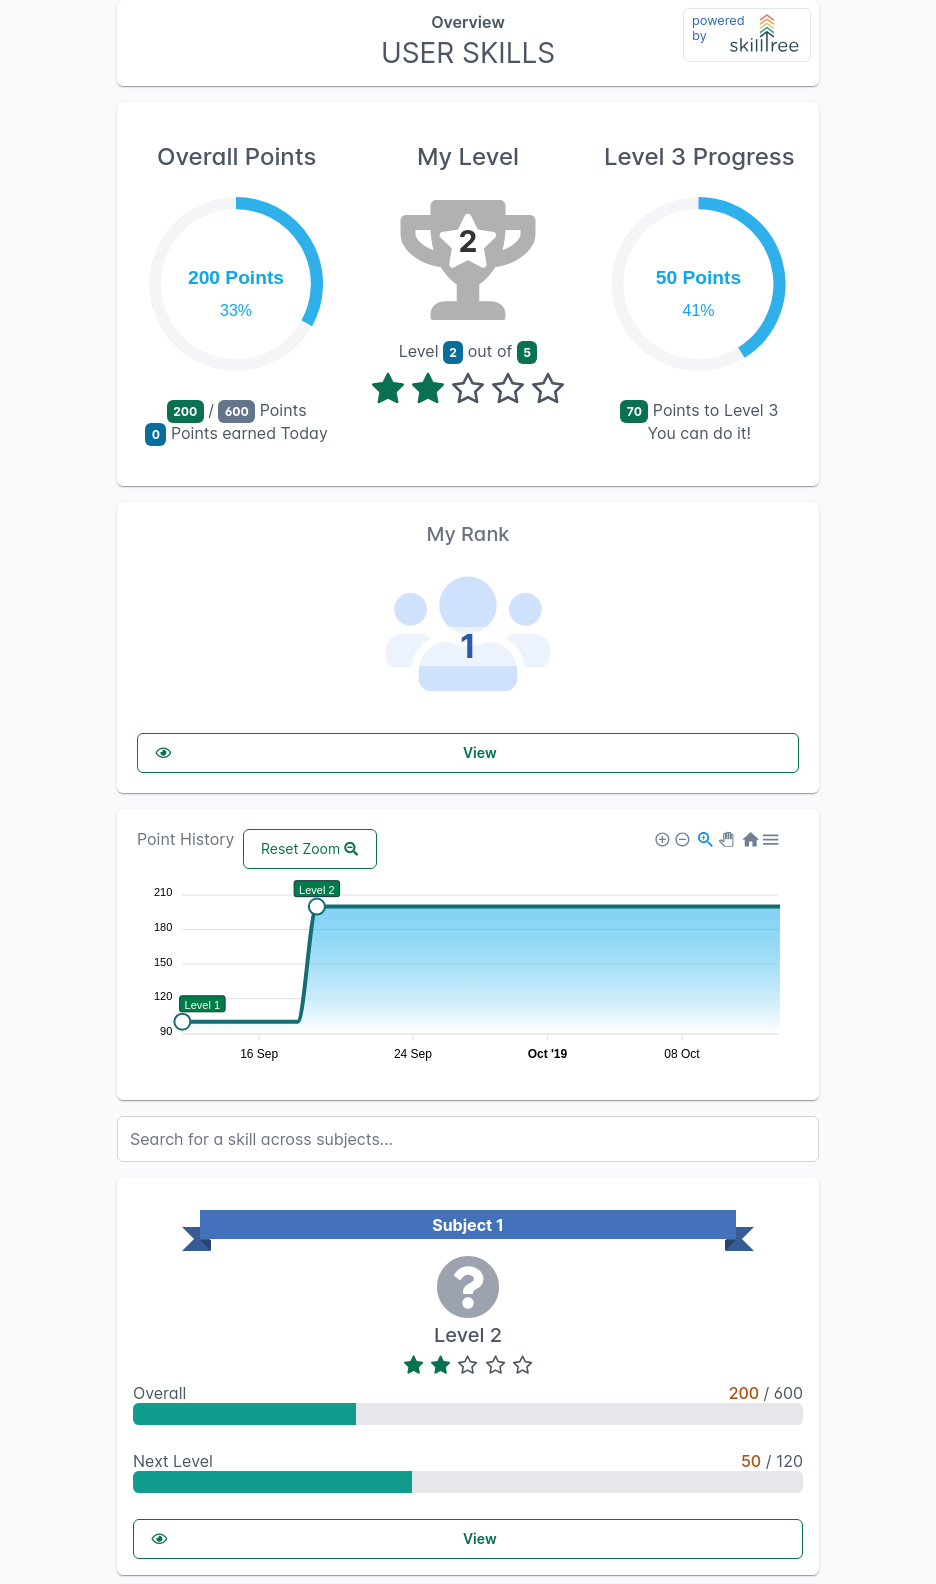 Overview
USER SKILLS
powered
by
skilltree
Overall Points
200 Points
33%
200 / 600 Points
0 Points earned Today
My Level
2
Level 2 out of 5
Level 3 Progress
50 Points
41%
70 Points to Level 3
You can do it!
My Rank
1
View
Point History
Reset Zoom
210
180
150
120
90
Level 2
Level 1
16 Sep
24 Sep
Oct '19
08 Oct
Search for a skill across subjects...
Subject 1
Level 2
Overall
200 / 600
Next Level
50 / 120
View